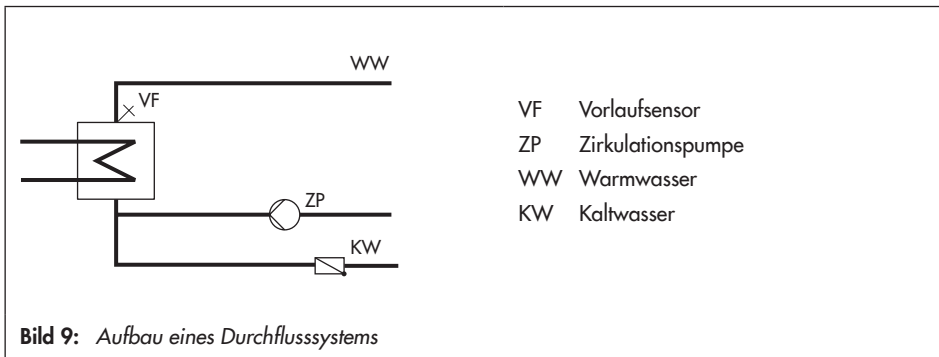 WW
VF
ZP
KW
VF Vorlaufsensor
ZP Zirkulationspumpe
WW Warmwasser
KW Kaltwasser
Bild 9: Aufbau eines Durchflusssystems